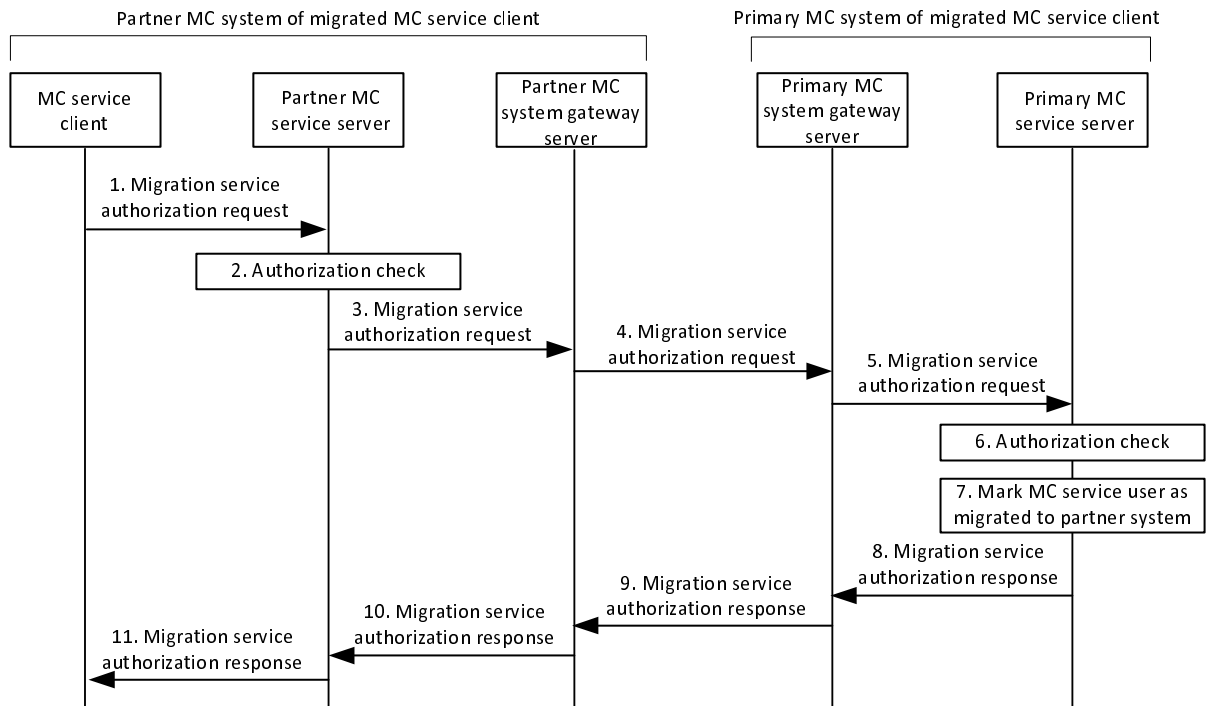 Partner MC system of migrated MC service client
Primary MC system of migrated MC service client
MC service
client
Partner MC
service server
Partner MC
system gateway
server
Primary MC
system gateway
server
Primary MC
service server
1. Migration service
authorization request
2. Authorization check
3. Migration service
authorization request
4. Migration service
authorization request
5. Migration service
authorization request
6. Authorization check
7. Mark MC service user as
migrated to partner system
8. Migration service
authorization response
9. Migration service
authorization response
10. Migration service
authorization response
11. Migration service
authorization response